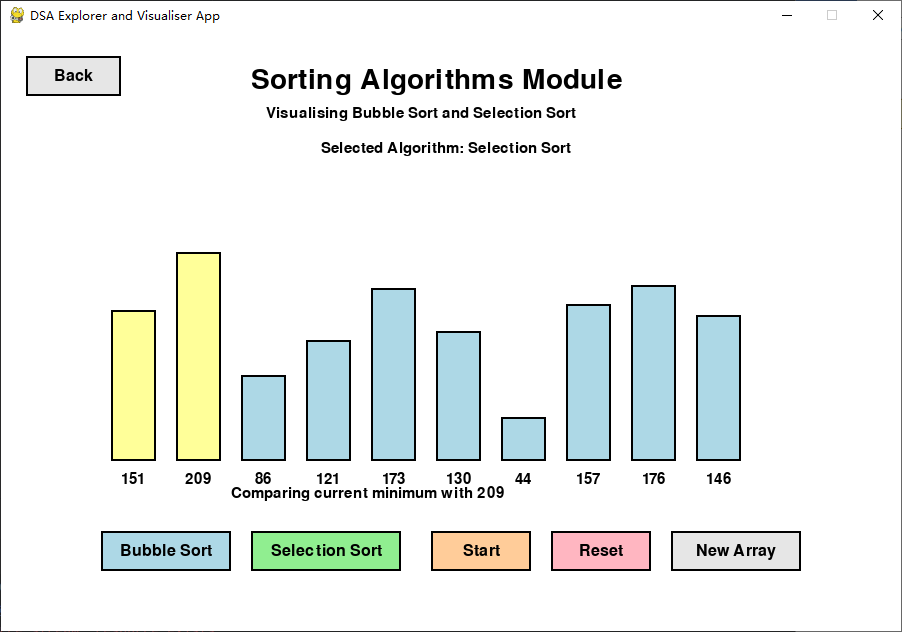 DSA Explorer and Visualiser App
Back
Sorting Algorithms Module
Visualising Bubble Sort and Selection Sort
Selected Algorithm: Selection Sort
151 209 86 121 173 130 44 157 176 146
Comparing current minimum with 209
Bubble Sort Selection Sort Start Reset New Array